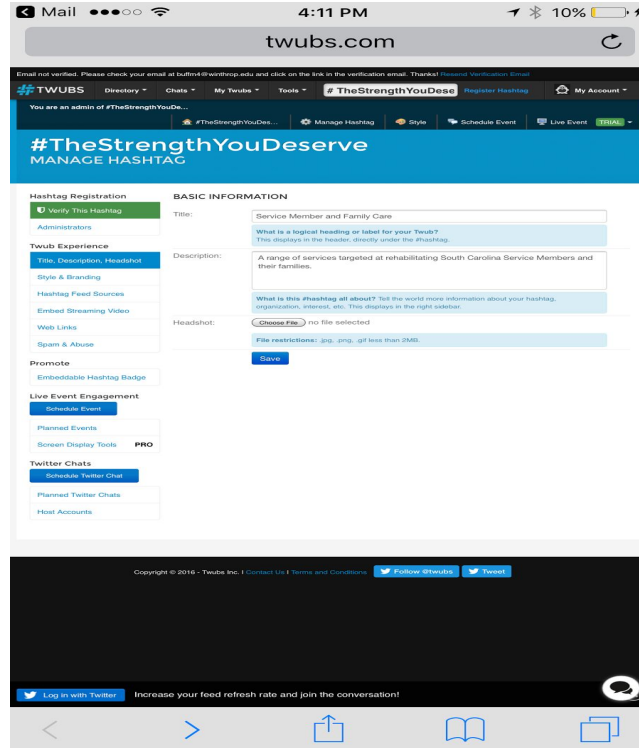 Mail 4:11 PM 10%
twubs.com
Email not verified. Please check your email at buffm4@winthrop.edu and click on the link in the verification email. Thanks! Resend Verification Email
# TWUBS Directory Chats My Twubs Tools # TheStrengthYouDese Register Hashtag My Account
You are an admin of #TheStrengthYouDe...
#TheStrengthYouDes... Manage Hashtag Style Schedule Event Live Event TRIAL
#TheStrengthYouDeserve
MANAGE HASHTAG
Hashtag Registration
Verify This Hashtag
Administrators
Twub Experience
Title, Description, Headshot
Style & Branding
Hashtag Feed Sources
Embed Streaming Video
Web Links
Spam & Abuse
Promote
Embeddable Hashtag Badge
Live Event Engagement
Schedule Event
Planned Events
Screen Display Tools PRO
Twitter Chats
Schedule Twitter Chat
Planned Twitter Chats
Host Accounts
BASIC INFORMATION
Title: Service Member and Family Care
What is a logical heading or label for your Twub?
This displays in the header, directly under the #hashtag.
Description: A range of services targeted at rehabilitating South Carolina Service Members and
their families.
What is this #hashtag all about? Tell the world more information about your hashtag,
organization, interest, etc. This displays in the right sidebar.
Headshot: Choose File no file selected
File restrictions: .jpg, .png, .gif less than 2MB.
Save
Copyright © 2016 - Twubs Inc. I Contact Us I Terms and Conditions Follow @twubs Tweet
Log in with Twitter Increase your feed refresh rate and join the conversation!